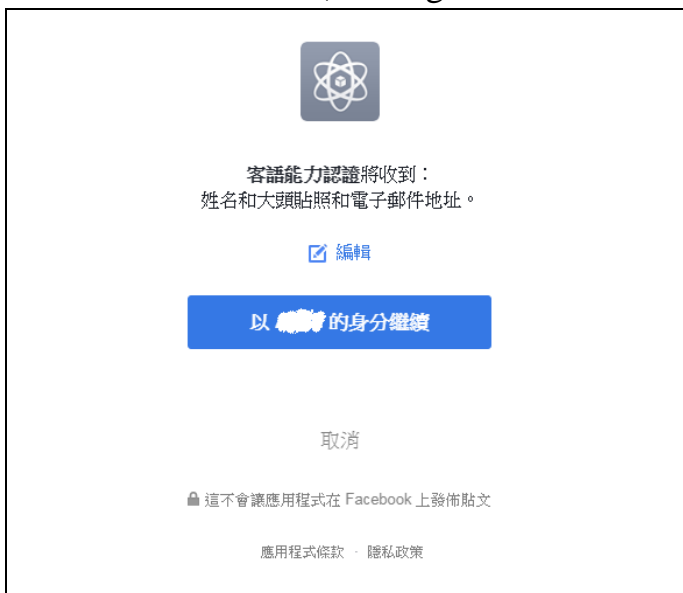 客語能力認證將收到：
姓名和大頭貼照和電子郵件地址。
編輯
以 的身分繼續
取消
這不會讓應用程式在 Facebook 上發佈貼文
應用程式條款 · 隱私政策